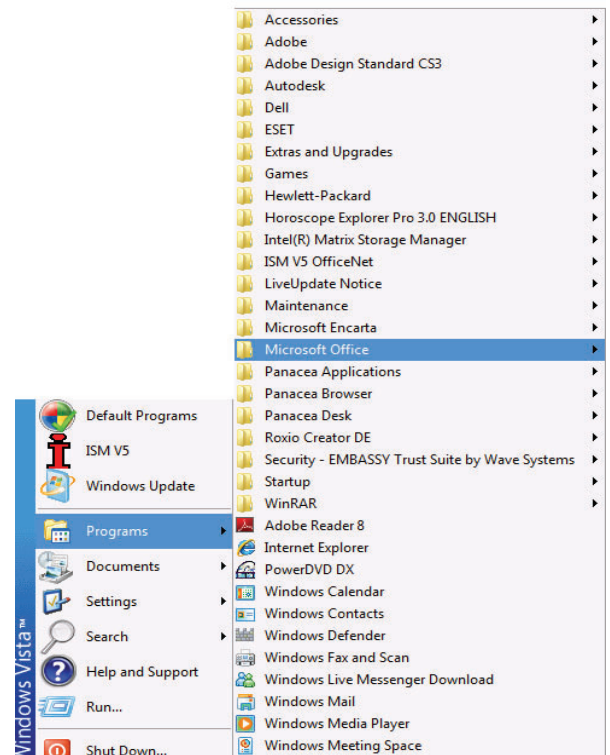 Accessories
Adobe
Adobe Design Standard CS3
Autodesk
Dell
ESET
Extras and Upgrades
Games
Hewlett-Packard
Horoscope Explorer Pro 3.0 ENGLISH
Intel(R) Matrix Storage Manager
ISM V5 OfficeNet
LiveUpdate Notice
Maintenance
Microsoft Encarta
Microsoft Office
Panacea Applications
Panacea Browser
Panacea Desk
Roxio Creator DE
Security - EMBASSY Trust Suite by Wave Systems
Startup
WinRAR
Adobe Reader 8
Internet Explorer
PowerDVD DX
Windows Calendar
Windows Contacts
Windows Defender
Windows Fax and Scan
Windows Live Messenger Download
Windows Mail
Windows Media Player
Windows Meeting Space
Default Programs
ISM V5
Windows Update
Programs
Documents
Settings
Search
Help and Support
Run...
Shut Down...
Windows Vista™